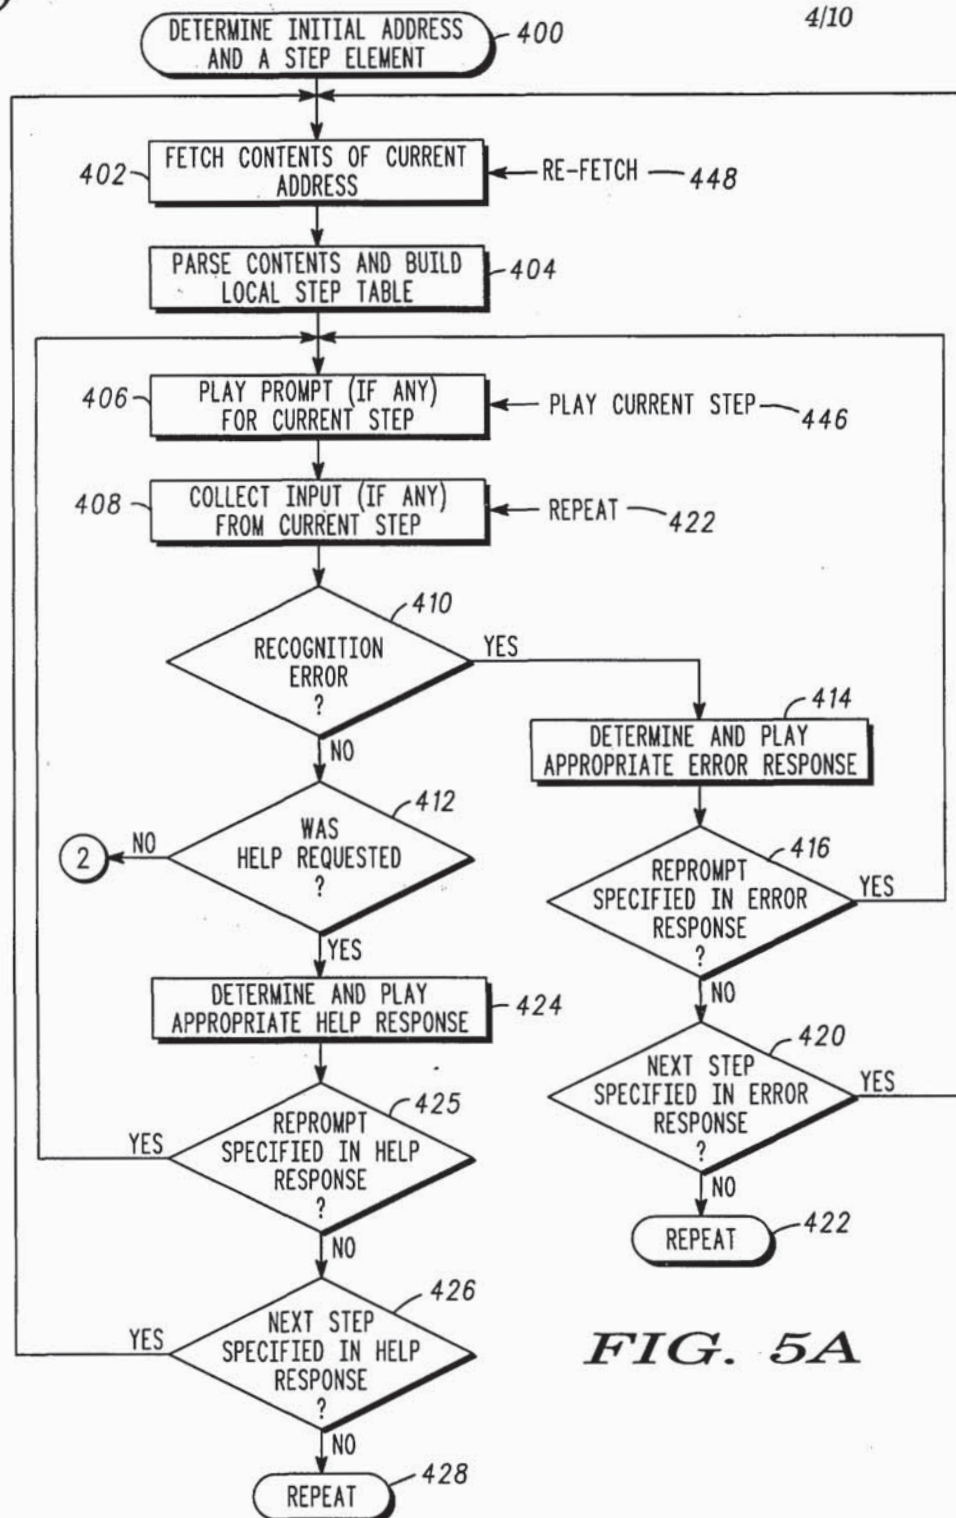 4/10
DETERMINE INITIAL ADDRESS
AND A STEP ELEMENT
400
402
FETCH CONTENTS OF CURRENT
ADDRESS
RE-FETCH
448
PARSE CONTENTS AND BUILD
LOCAL STEP TABLE
404
406
PLAY PROMPT (IF ANY)
FOR CURRENT STEP
PLAY CURRENT STEP
446
408
COLLECT INPUT (IF ANY)
FROM CURRENT STEP
REPEAT
422
410
RECOGNITION
ERROR
?
YES
NO
414
DETERMINE AND PLAY
APPROPRIATE ERROR RESPONSE
412
WAS
HELP REQUESTED
?
NO
2
YES
416
REPROMPT
SPECIFIED IN ERROR
RESPONSE
?
YES
NO
DETERMINE AND PLAY
APPROPRIATE HELP RESPONSE
424
420
NEXT STEP
SPECIFIED IN ERROR
RESPONSE
?
YES
NO
REPEAT
422
425
REPROMPT
SPECIFIED IN HELP
RESPONSE
?
YES
NO
426
NEXT STEP
SPECIFIED IN HELP
RESPONSE
?
YES
NO
REPEAT
428
FIG. 5A